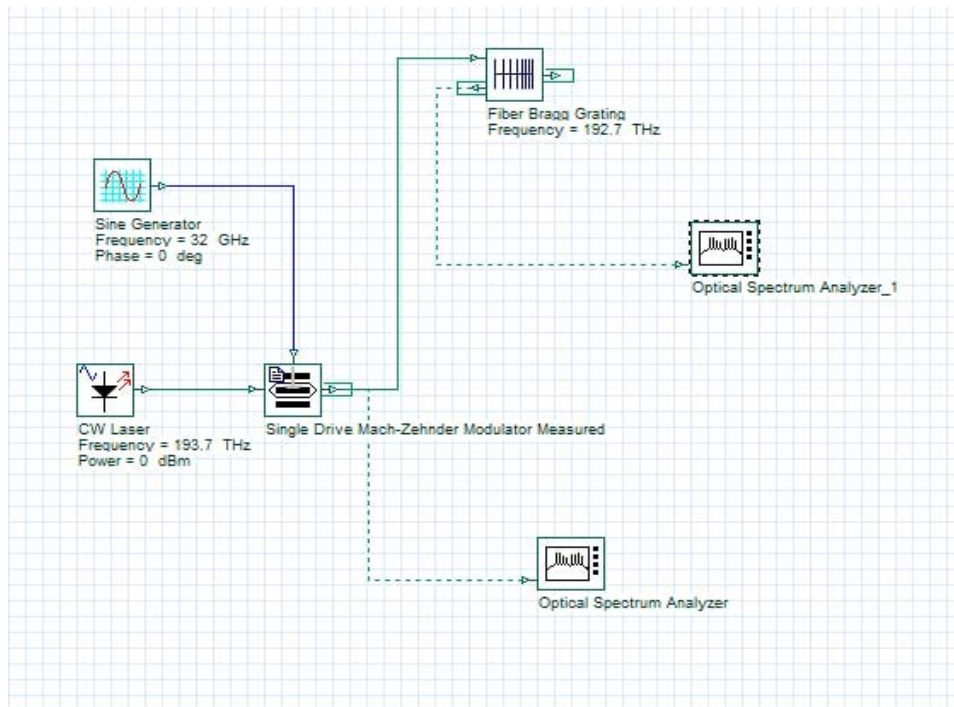 Fiber Bragg Grating
Frequency = 192.7 THz
Sine Generator
Frequency = 32 GHz
Phase = 0 deg
Optical Spectrum Analyzer_1
CW Laser
Frequency = 193.7 THz
Power = 0 dBm
Single Drive Mach-Zehnder Modulator Measured
Optical Spectrum Analyzer